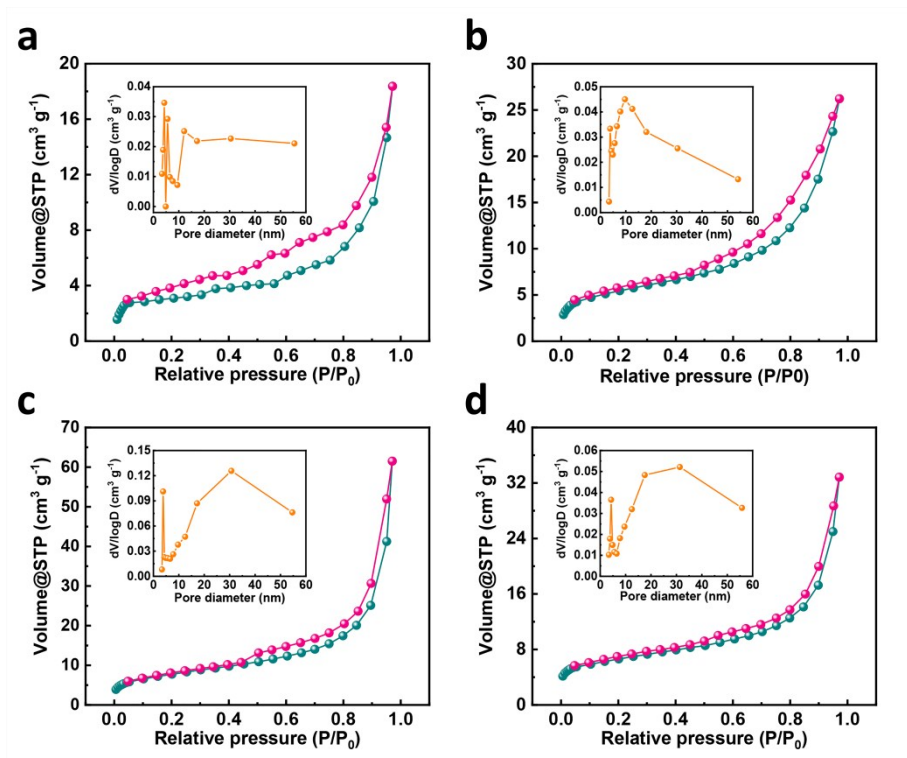 a
20
16
12
8
4
0
Volume@STP (cm³ g⁻¹)
0.0 0.2 0.4 0.6 0.8 1.0
Relative pressure (P/P₀)
0.04
0.03
0.02
0.01
0.00
dV/logD (cm³ g⁻¹)
0 10 20 30 40 50 60
Pore diameter (nm)
b
30
25
20
15
10
5
0
Volume@STP (cm³ g⁻¹)
0.0 0.2 0.4 0.6 0.8 1.0
Relative pressure (P/P0)
0.05
0.04
0.03
0.02
0.01
0.00
dV/logD (cm³ g⁻¹)
0 10 20 30 40 50 60
Pore diameter (nm)
c
70
60
50
40
30
20
10
0
Volume@STP (cm³ g⁻¹)
0.0 0.2 0.4 0.6 0.8 1.0
Relative pressure (P/P₀)
0.15
0.12
0.09
0.06
0.03
0.00
dV/logD (cm³ g⁻¹)
0 10 20 30 40 50 60
Pore diameter (nm)
d
40
32
24
16
8
0
Volume@STP (cm³ g⁻¹)
0.0 0.2 0.4 0.6 0.8 1.0
Relative pressure (P/P₀)
0.06
0.05
0.04
0.03
0.02
0.01
0.00
dV/logD (cm³ g⁻¹)
0 10 20 30 40 50 60
Pore diameter (nm)